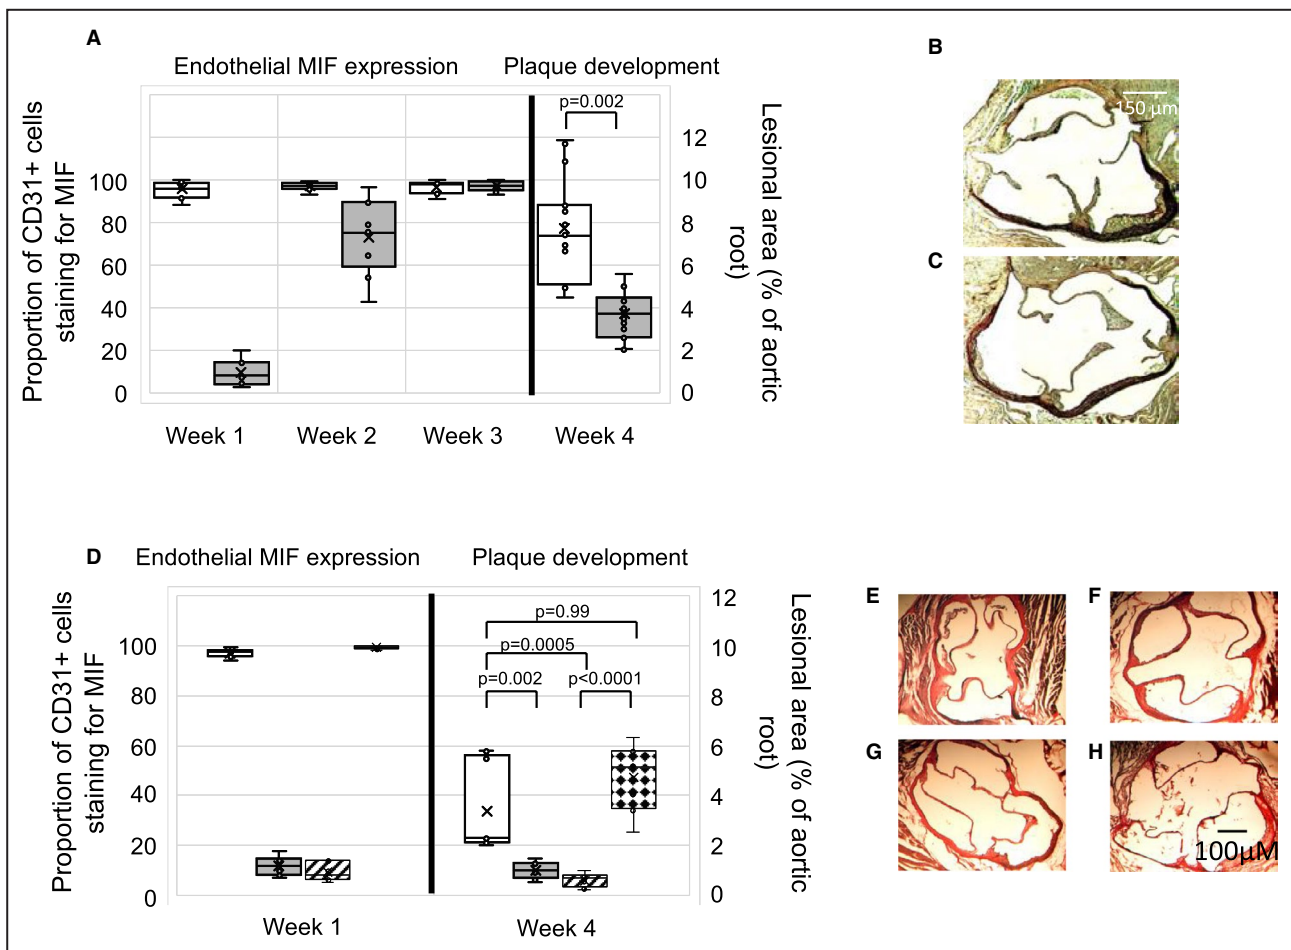 A
Endothelial MIF expression
Plaque development
Proportion of CD31+ cells
staining for MIF
100
80
60
40
20
0
p=0.002
12
10
8
6
4
2
0
Lesional area (% of aortic
root)
Week 1
Week 2
Week 3
Week 4
B
150 µm
C
D
Endothelial MIF expression
Plaque development
Proportion of CD31+ cells
staining for MIF
100
80
60
40
20
0
p=0.99
p=0.0005
p=0.002
p<0.0001
12
10
8
6
4
2
0
Lesional area (% of aortic
root)
Week 1
Week 4
E
F
G
H
100µM